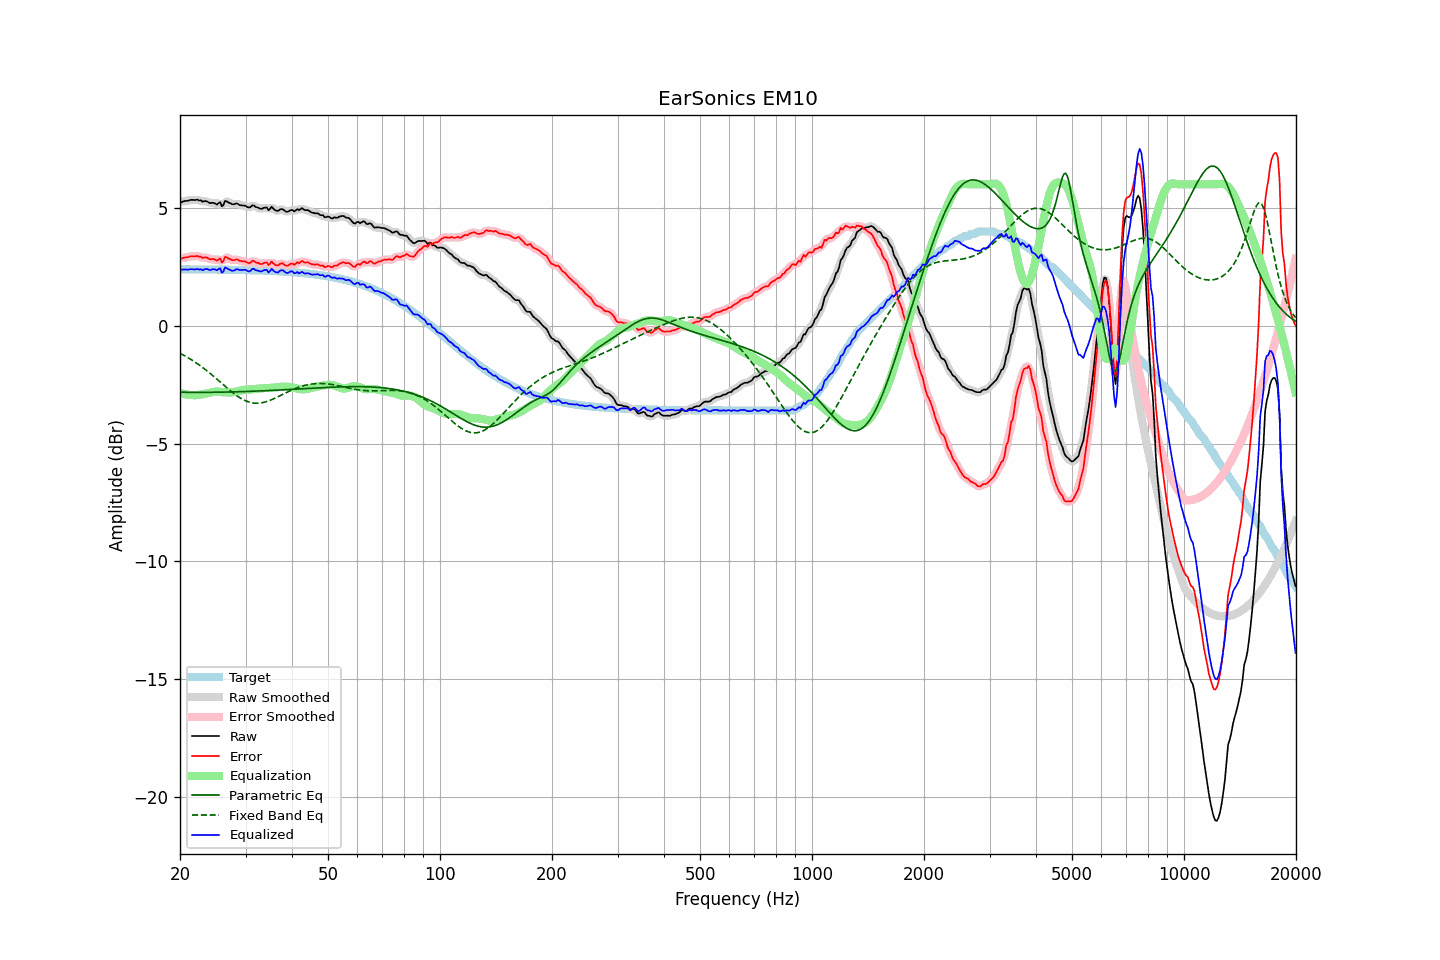 EarSonics EM10
Amplitude (dBr)
5
0
−5
−10
−15
−20
Target
Raw Smoothed
Error Smoothed
Raw
Error
Equalization
Parametric Eq
Fixed Band Eq
Equalized
20 50 100 200 500 1000 2000 5000 10000 20000
Frequency (Hz)